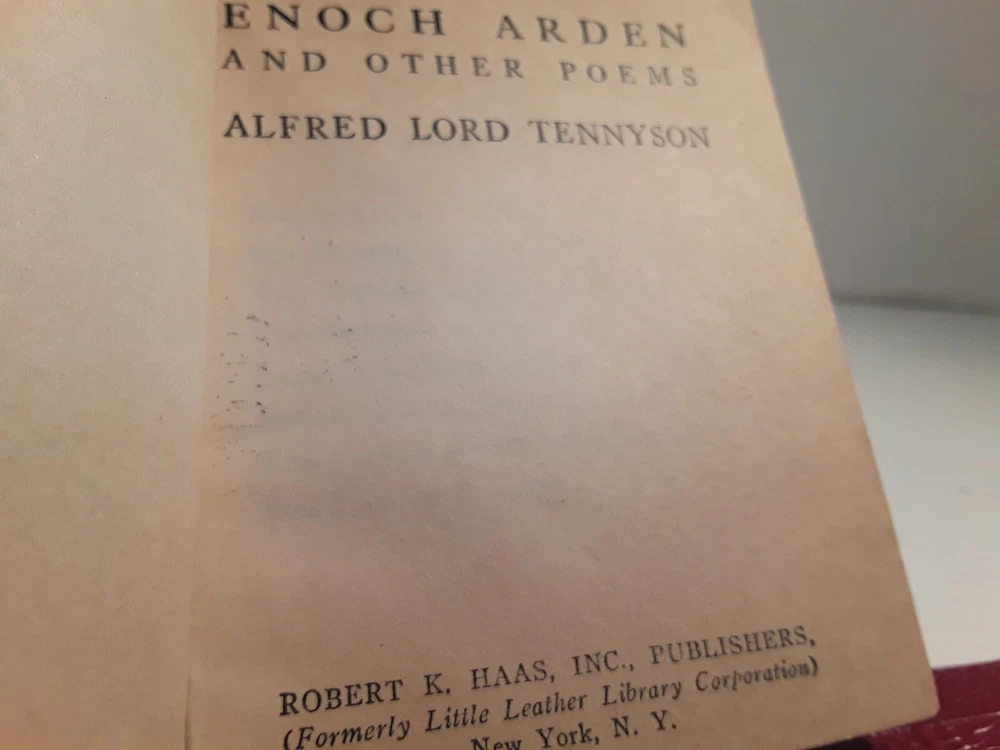 ENOCH ARDEN
AND OTHER POEMS
ALFRED LORD TENNYSON
ROBERT K. HAAS, INC., PUBLISHERS,
(Formerly Little Leather Library Corporation)
New York, N. Y.